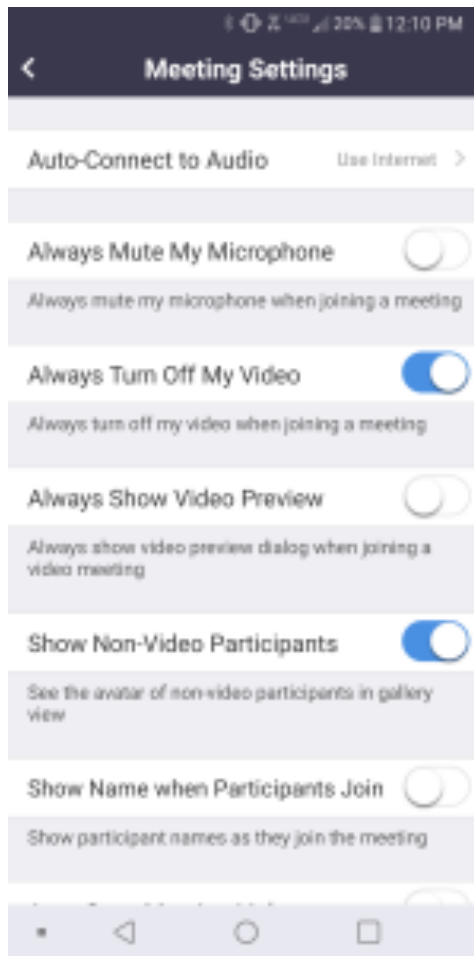 20% 12:10 PM
Meeting Settings
Auto-Connect to Audio Use Internet
Always Mute My Microphone
Always mute my microphone when joining a meeting
Always Turn Off My Video
Always turn off my video when joining a meeting
Always Show Video Preview
Always show video preview dialog when joining a
video meeting
Show Non-Video Participants
See the avatar of non-video participants in gallery
view
Show Name when Participants Join
Show participant names as they join the meeting